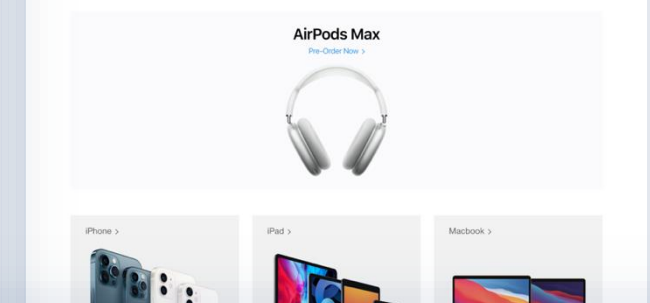 AirPods Max
Pre-Order Now >
iPhone >
iPad >
Macbook >